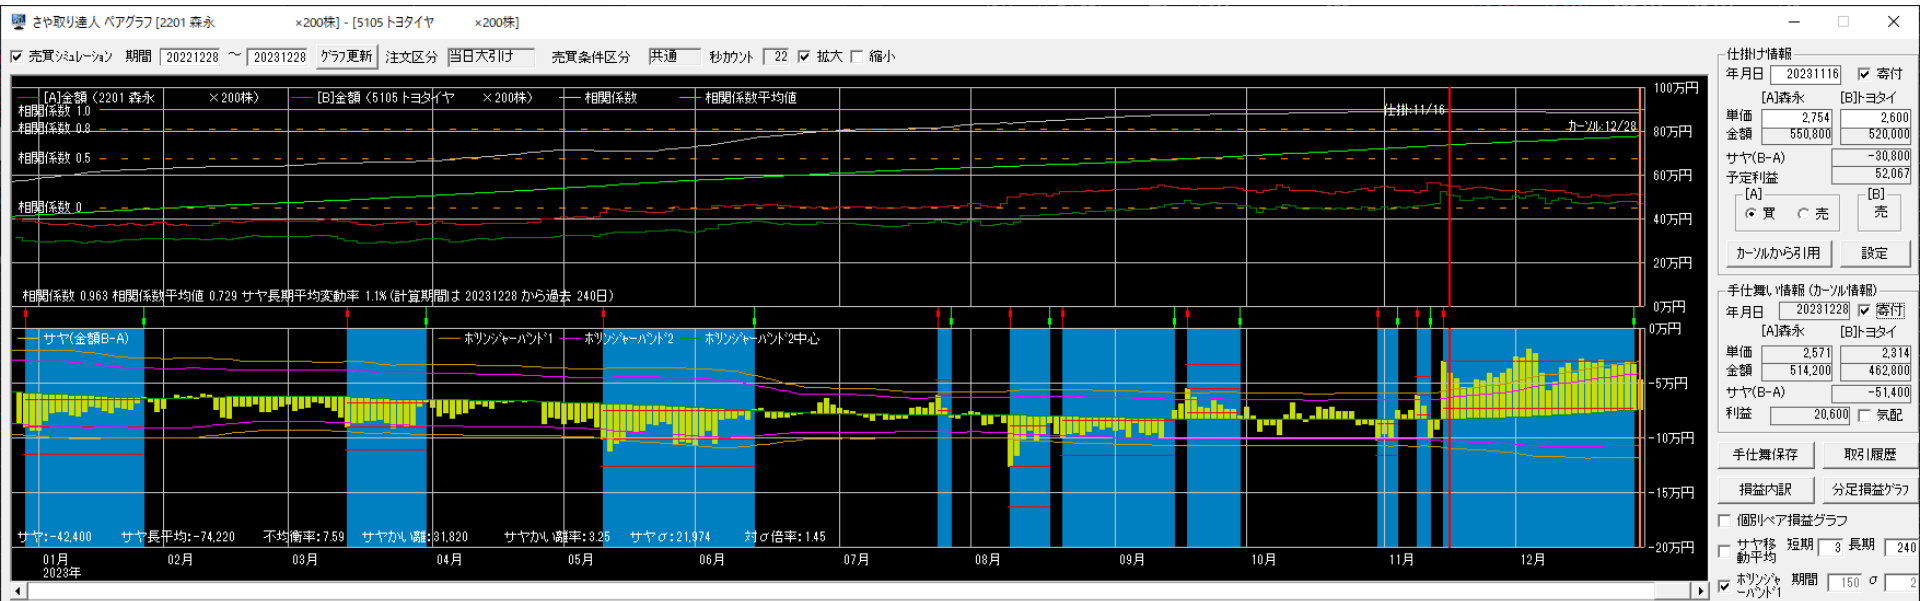 さや取り達人 ペアグラフ [2201 森永 ×200株] - [5105 トヨタイヤ ×200株]
売買シミュレーション 期間 20221228 ～ 20231228 グラフ更新 注文区分 当日大引け 売買条件区分 共通 秒カウント 22 拡大 縮小
[A]金額 (2201 森永 ×200株) [B]金額 (5105 トヨタイヤ ×200株) 相関係数 相関係数平均値
相関係数 1.0
相関係数 0.8
相関係数 0.5
相関係数 0
仕掛:11/16
カーソル:12/28
100万円
80万円
60万円
40万円
20万円
0万円
相関係数 0.963 相関係数平均値 0.729 サヤ長期平均変動率 1.1% (計算期間は 20231228 から過去 240日)
サヤ(金額B-A) ボリンジャーバンド1 ボリンジャーバンド2 ボリンジャーバンド2中心
0万円
-5万円
-10万円
-15万円
-20万円
サヤ:-42,400 サヤ長平均:-74,220 不均衡率:7.59 サヤかい離:31,820 サヤかい離率:3.25 サヤσ:21,974 対σ倍率:1.45
01月 02月 03月 04月 05月 06月 07月 08月 09月 10月 11月 12月
2023年
仕掛け情報
年月日 20231116 寄付
[A]森永 [B]トヨタイ
単価 2,754 2,600
金額 550,800 520,000
サヤ(B-A) -30,800
予定利益 52,067
[A] [B]
買 売 売
カーソルから引用 設定
手仕舞い情報 (カーソル情報)
年月日 20231228 寄付
[A]森永 [B]トヨタイ
単価 2,571 2,314
金額 514,200 462,800
サヤ(B-A) -51,400
利益 20,600 気配
手仕舞保存 取引履歴
損益内訳 分足損益グラフ
個別ペア損益グラフ
サヤ移動平均 短期 3 長期 240
ボリンジャーバンド1 期間 150 σ 2